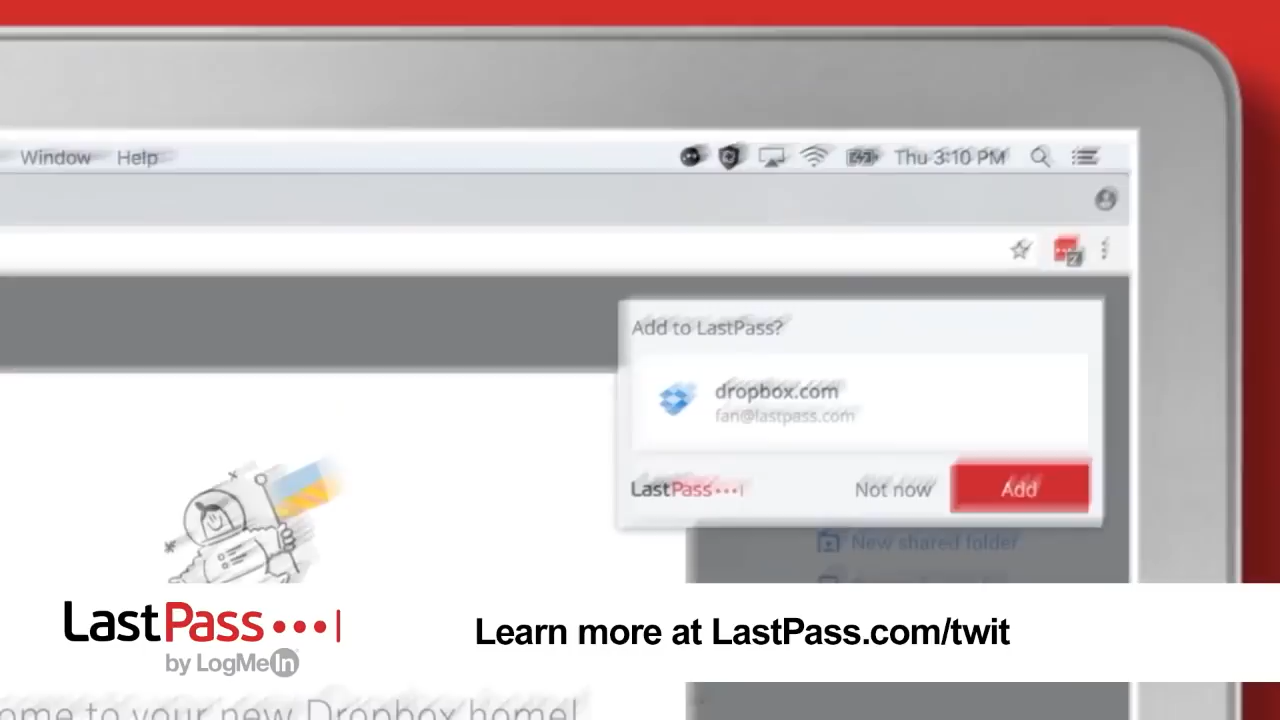 Window Help Thu 3:10 PM
Add to LastPass?
dropbox.com
fan@lastpass.com
LastPass Not now Add
New shared folder
LastPass
by LogMeIn
Learn more at LastPass.com/twit
ome to your new Dropbox home!